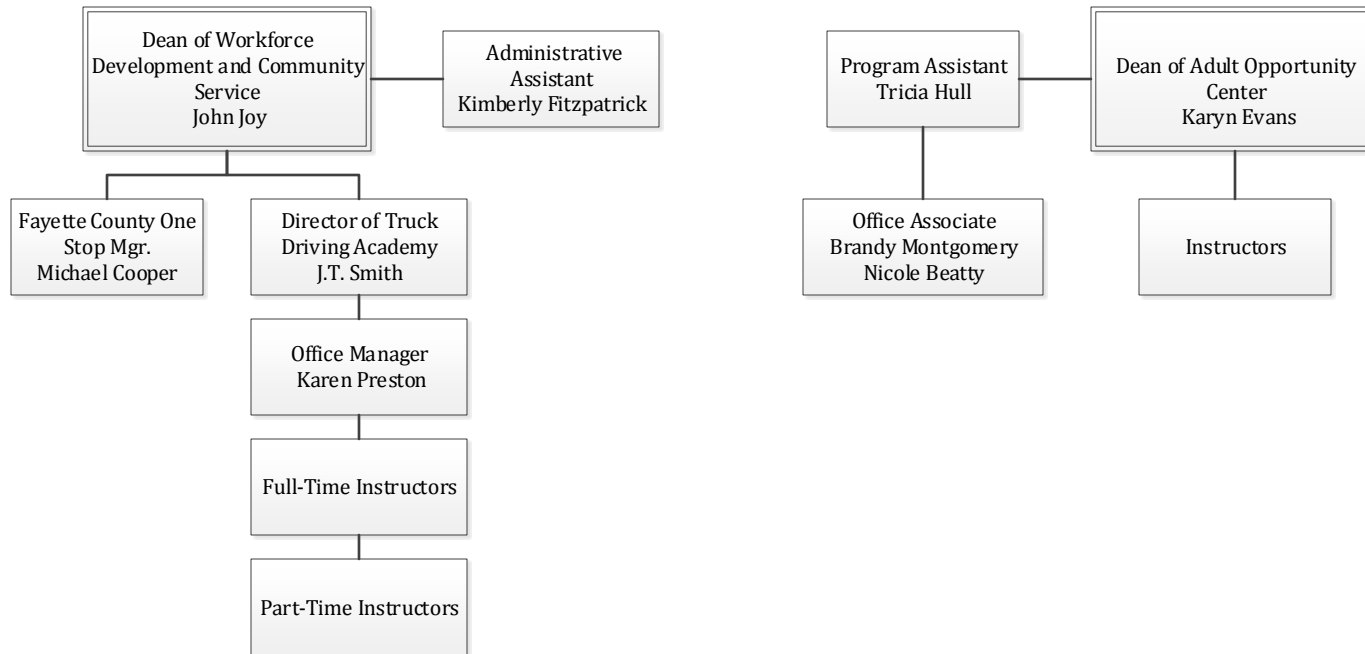 Dean of Workforce
Development and Community
Service
John Joy
Administrative
Assistant
Kimberly Fitzpatrick
Program Assistant
Tricia Hull
Dean of Adult Opportunity
Center
Karyn Evans
Fayette County One
Stop Mgr.
Michael Cooper
Director of Truck
Driving Academy
J.T. Smith
Office Associate
Brandy Montgomery
Nicole Beatty
Instructors
Office Manager
Karen Preston
Full-Time Instructors
Part-Time Instructors